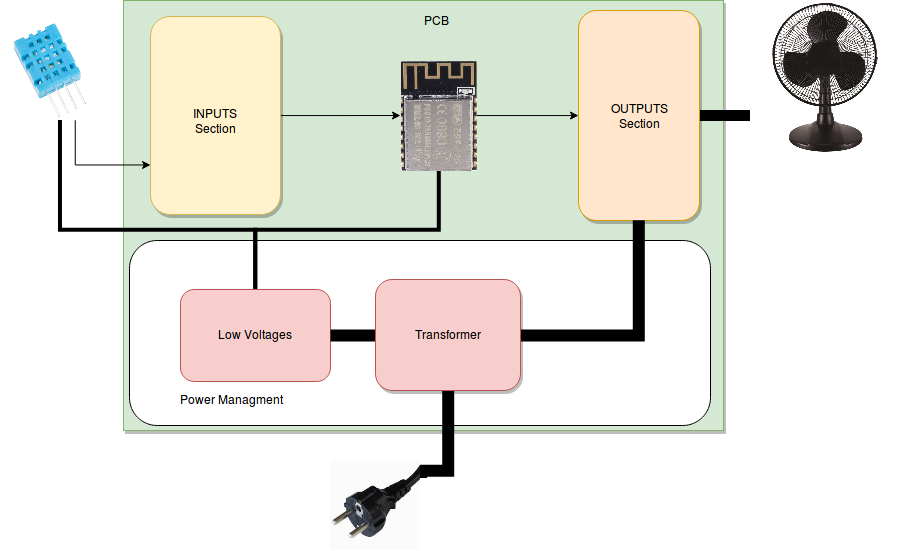 PCB
INPUTS
Section
OUTPUTS
Section
Low Voltages
Transformer
Power Managment